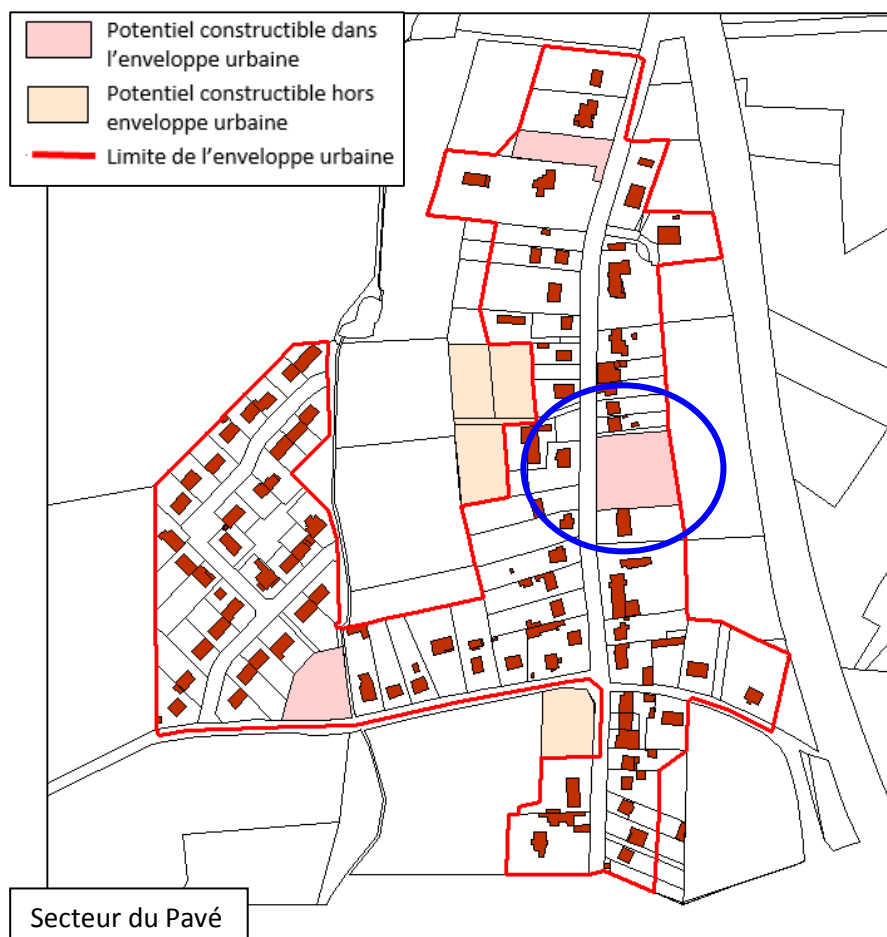 Potentiel constructible dans
l'enveloppe urbaine
Potentiel constructible hors
enveloppe urbaine
Limite de l'enveloppe urbaine
Secteur du Pavé